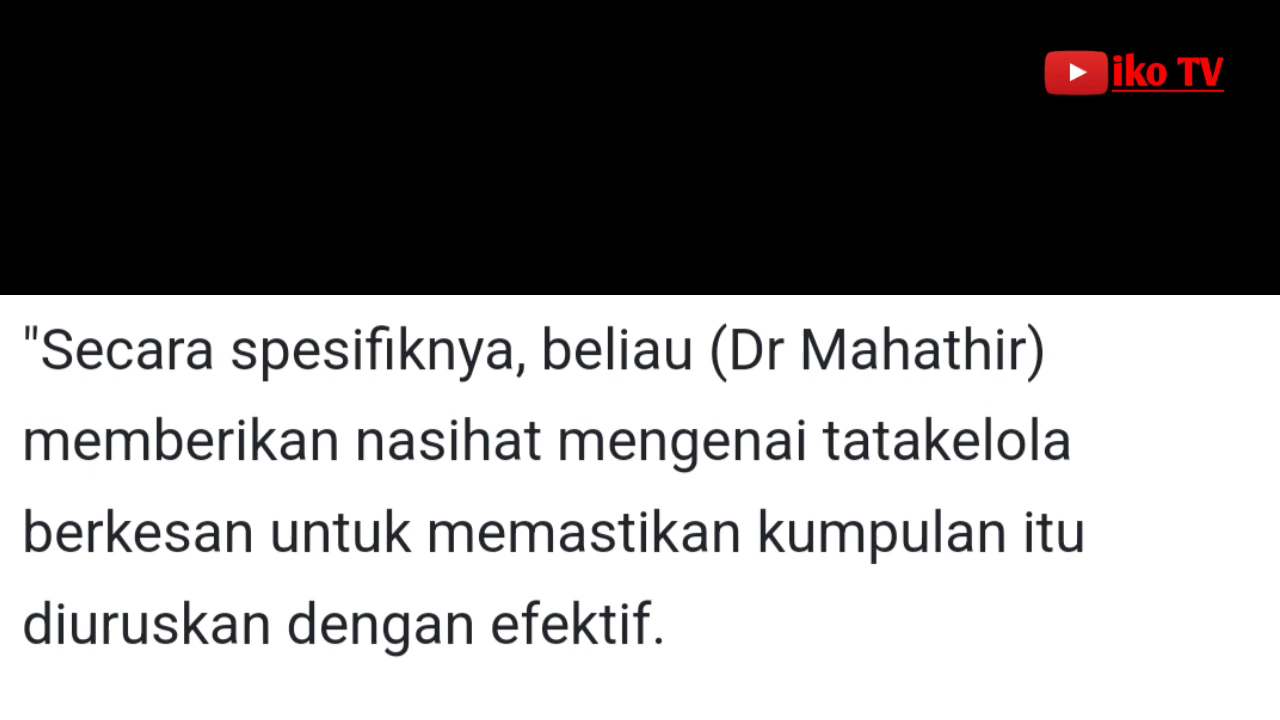 iko TV
"Secara spesifiknya, beliau (Dr Mahathir)
memberikan nasihat mengenai tatakelola
berkesan untuk memastikan kumpulan itu
diuruskan dengan efektif.